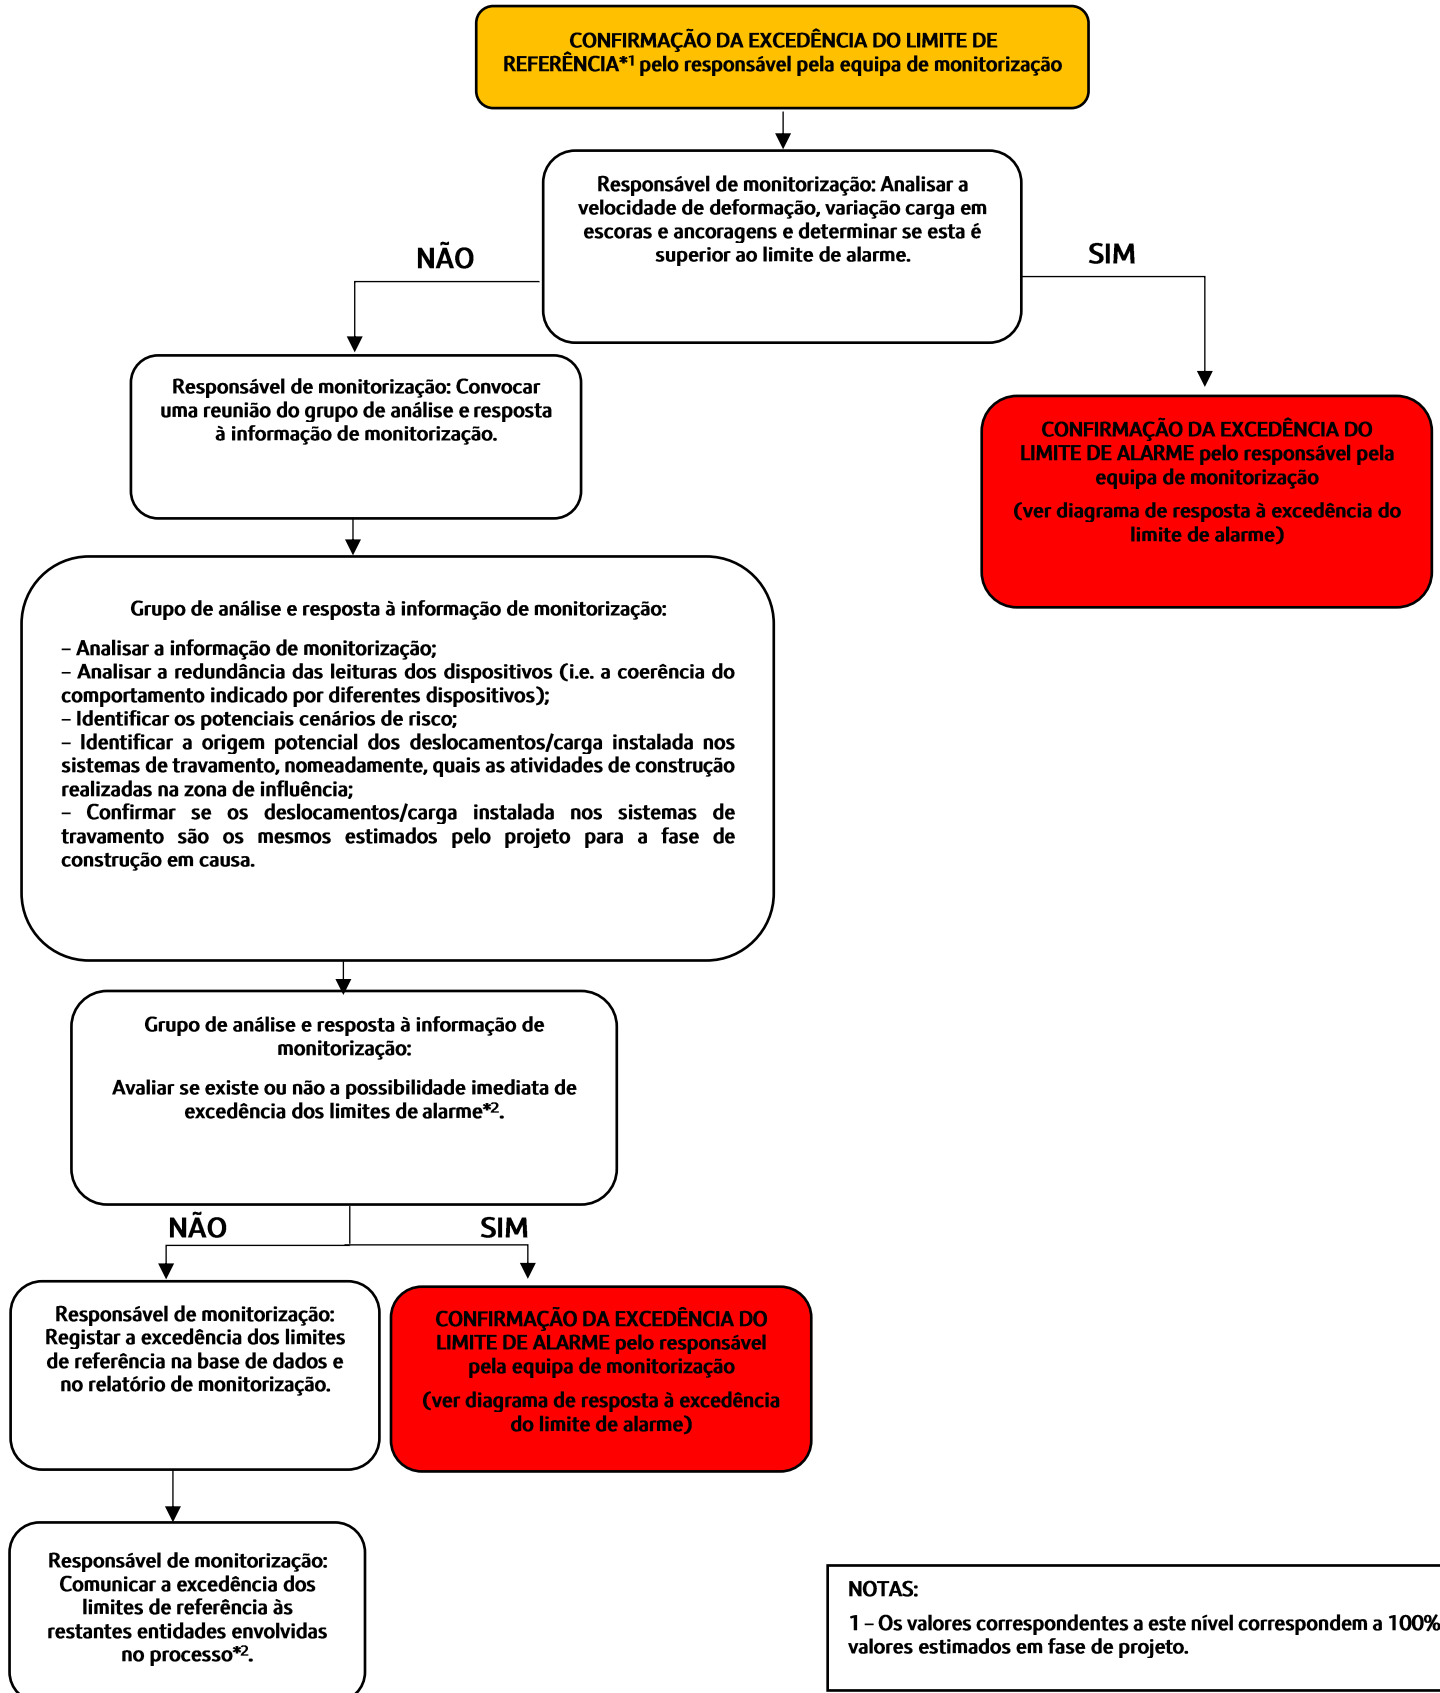 CONFIRMAÇÃO DA EXCEDÊNCIA DO LIMITE DE
REFERÊNCIA*1 pelo responsável pela equipa de monitorização
Responsável de monitorização: Analisar a
velocidade de deformação, variação carga em
escoras e ancoragens e determinar se esta é
superior ao limite de alarme.
NÃO
SIM
Responsável de monitorização: Convocar
uma reunião do grupo de análise e resposta
à informação de monitorização.
CONFIRMAÇÃO DA EXCEDÊNCIA DO
LIMITE DE ALARME pelo responsável pela
equipa de monitorização
(ver diagrama de resposta à excedência do
limite de alarme)
Grupo de análise e resposta à informação de monitorização:
– Analisar a informação de monitorização;
– Analisar a redundância das leituras dos dispositivos (i.e. a coerência do
comportamento indicado por diferentes dispositivos);
– Identificar os potenciais cenários de risco;
– Identificar a origem potencial dos deslocamentos/carga instalada nos
sistemas de travamento, nomeadamente, quais as atividades de construção
realizadas na zona de influência;
– Confirmar se os deslocamentos/carga instalada nos sistemas de
travamento são os mesmos estimados pelo projeto para a fase de
construção em causa.
Grupo de análise e resposta à informação de
monitorização:
Avaliar se existe ou não a possibilidade imediata de
excedência dos limites de alarme*2.
NÃO
SIM
Responsável de monitorização:
Registar a excedência dos limites
de referência na base de dados e
no relatório de monitorização.
CONFIRMAÇÃO DA EXCEDÊNCIA DO
LIMITE DE ALARME pelo responsável
pela equipa de monitorização
(ver diagrama de resposta à excedência
do limite de alarme)
Responsável de monitorização:
Comunicar a excedência dos
limites de referência às
restantes entidades envolvidas
no processo*2.
NOTAS:
1 – Os valores correspondentes a este nível correspondem a 100%
valores estimados em fase de projeto.